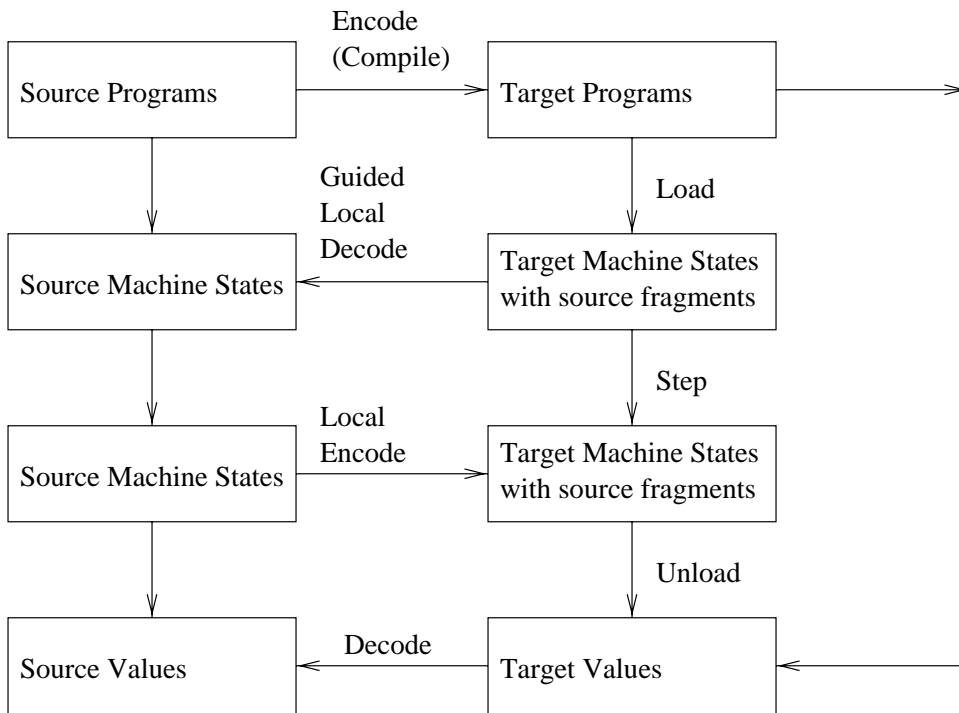 Encode
(Compile)
Source Programs
Target Programs
Guided
Local
Decode
Load
Source Machine States
Target Machine States
with source fragments
Step
Local
Encode
Source Machine States
Target Machine States
with source fragments
Unload
Decode
Source Values
Target Values